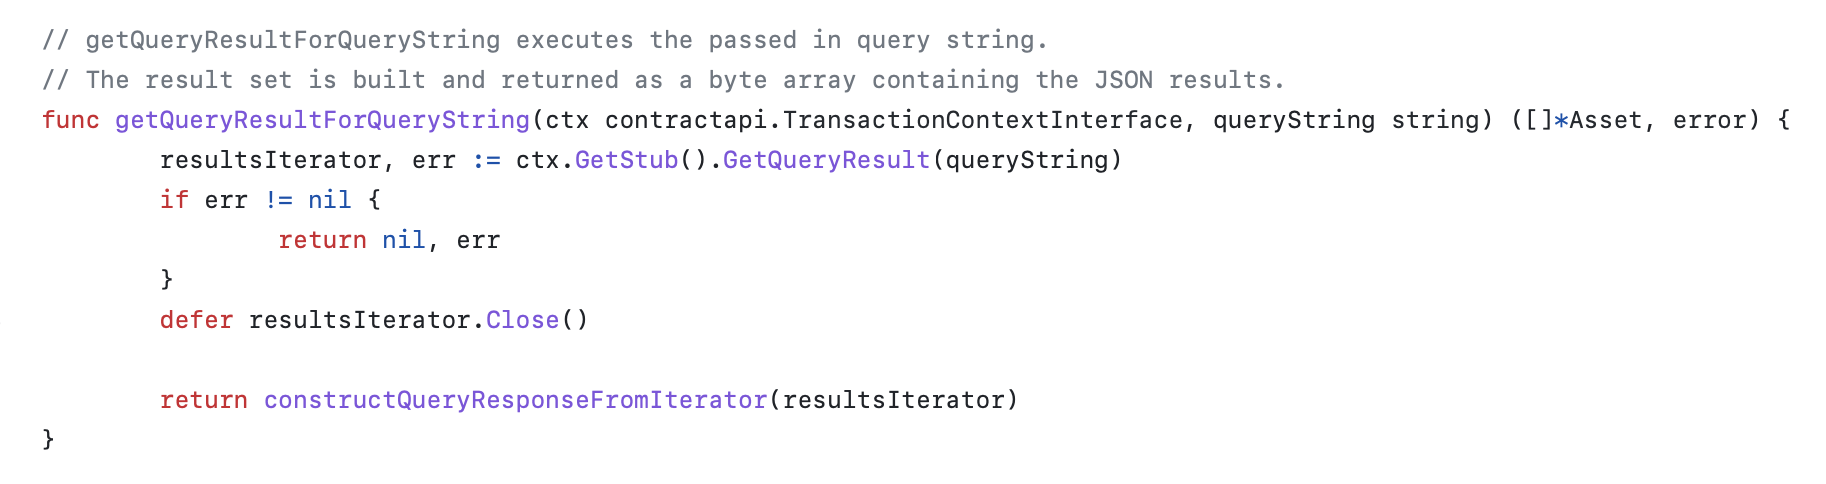 // getQueryResultForQueryString executes the passed in query string.
// The result set is built and returned as a byte array containing the JSON results.
func getQueryResultForQueryString(ctx contractapi.TransactionContextInterface, queryString string) ([]*Asset, error) {
        resultsIterator, err := ctx.GetStub().GetQueryResult(queryString)
        if err != nil {
                return nil, err
        }
        defer resultsIterator.Close()

        return constructQueryResponseFromIterator(resultsIterator)
}